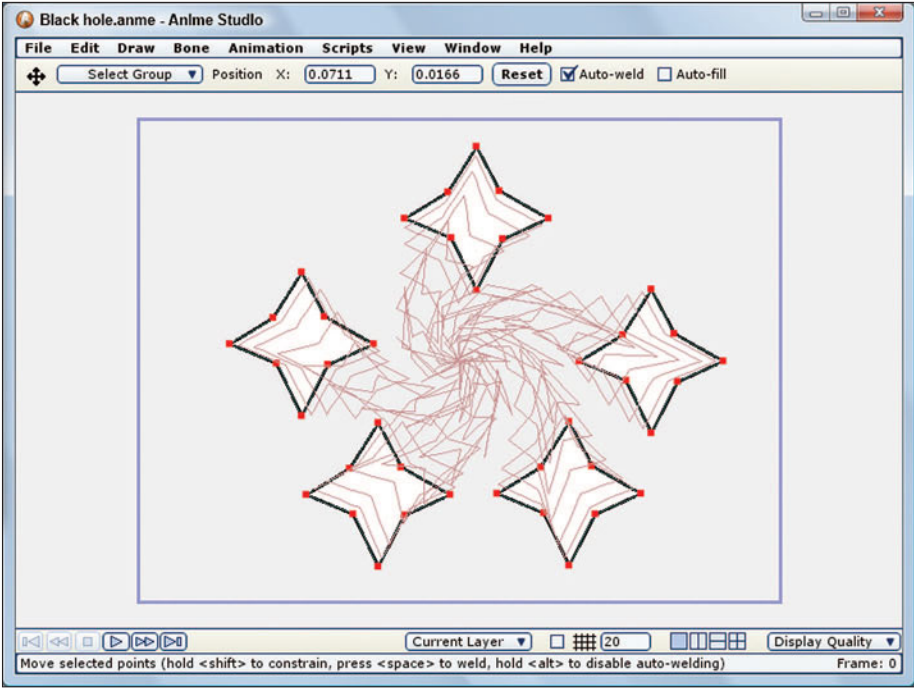 Black hole.anme - Anime Studio
File Edit Draw Bone Animation Scripts View Window Help
Select Group Position X: 0.0711 Y: 0.0166 Reset Auto-weld Auto-fill
Current Layer 20 Display Quality
Move selected points (hold <shift> to constrain, press <space> to weld, hold <alt> to disable auto-welding) Frame: 0